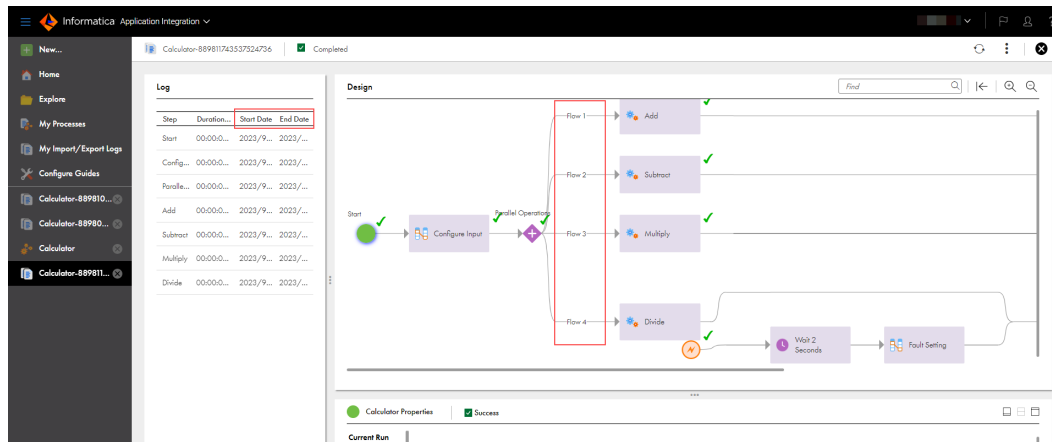 Informatica Application Integration
New...
Calculator-889811743537524736 Completed
Home
Explore
My Processes
My Import/Export Logs
Configure Guides
Calculator-889810...
Calculator-88980...
Calculator
Calculator-889811...
Log
Step Duration... Start Date End Date
Start 00:00:0... 2023/9... 2023/...
Config... 00:00:0... 2023/9... 2023/...
Paralle... 00:00:0... 2023/9... 2023/...
Add 00:00:0... 2023/9... 2023/...
Subtract 00:00:0... 2023/9... 2023/...
Multiply 00:00:0... 2023/9... 2023/...
Divide 00:00:0... 2023/9... 2023/...
Design
Find
Flow 1
Add
Flow 2
Subtract
Start
Configure Input
Parallel Operations
Flow 3
Multiply
Flow 4
Divide
Wait 2
Seconds
Fault Setting
Calculator Properties Success
Current Run